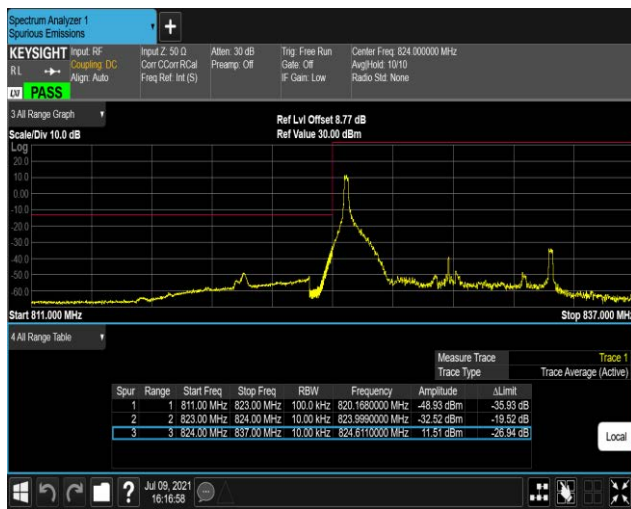 Spectrum Analyzer 1
Spurious Emissions
KEYSIGHT Input: RF Input Z: 50 Ω Atten: 30 dB Trig: Free Run Center Freq: 824.000000 MHz
RL Coupling: DC Corr CCorr RCal Preamp: Off Gate: Off Avg|Hold: 10/10
Align: Auto Freq Ref: Int (S) IF Gain: Low Radio Std: None
LXI PASS
3 All Range Graph
Ref Lvl Offset 8.77 dB
Scale/Div 10.0 dB Ref Value 30.00 dBm
Log
20.0
10.0
0.00
-10.0
-20.0
-30.0
-40.0
-50.0
-60.0
Start 811.000 MHz Stop 837.000 MHz
4 All Range Table
Measure Trace Trace 1
Trace Type Trace Average (Active)
Spur Range Start Freq Stop Freq RBW Frequency Amplitude ΔLimit
1 1 811.00 MHz 823.00 MHz 100.0 kHz 820.1680000 MHz -48.93 dBm -35.93 dB
2 2 823.00 MHz 824.00 MHz 10.00 kHz 823.9990000 MHz -32.52 dBm -19.52 dB
3 3 824.00 MHz 837.00 MHz 10.00 kHz 824.6110000 MHz 11.51 dBm -26.94 dB
Local
? Jul 09, 2021
16:16:58